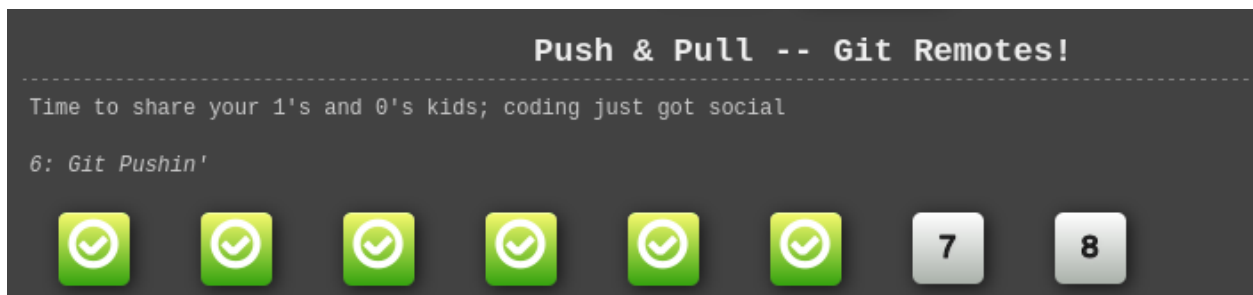 Push & Pull -- Git Remotes!
Time to share your 1's and 0's kids; coding just got social
6: Git Pushin'
7 8